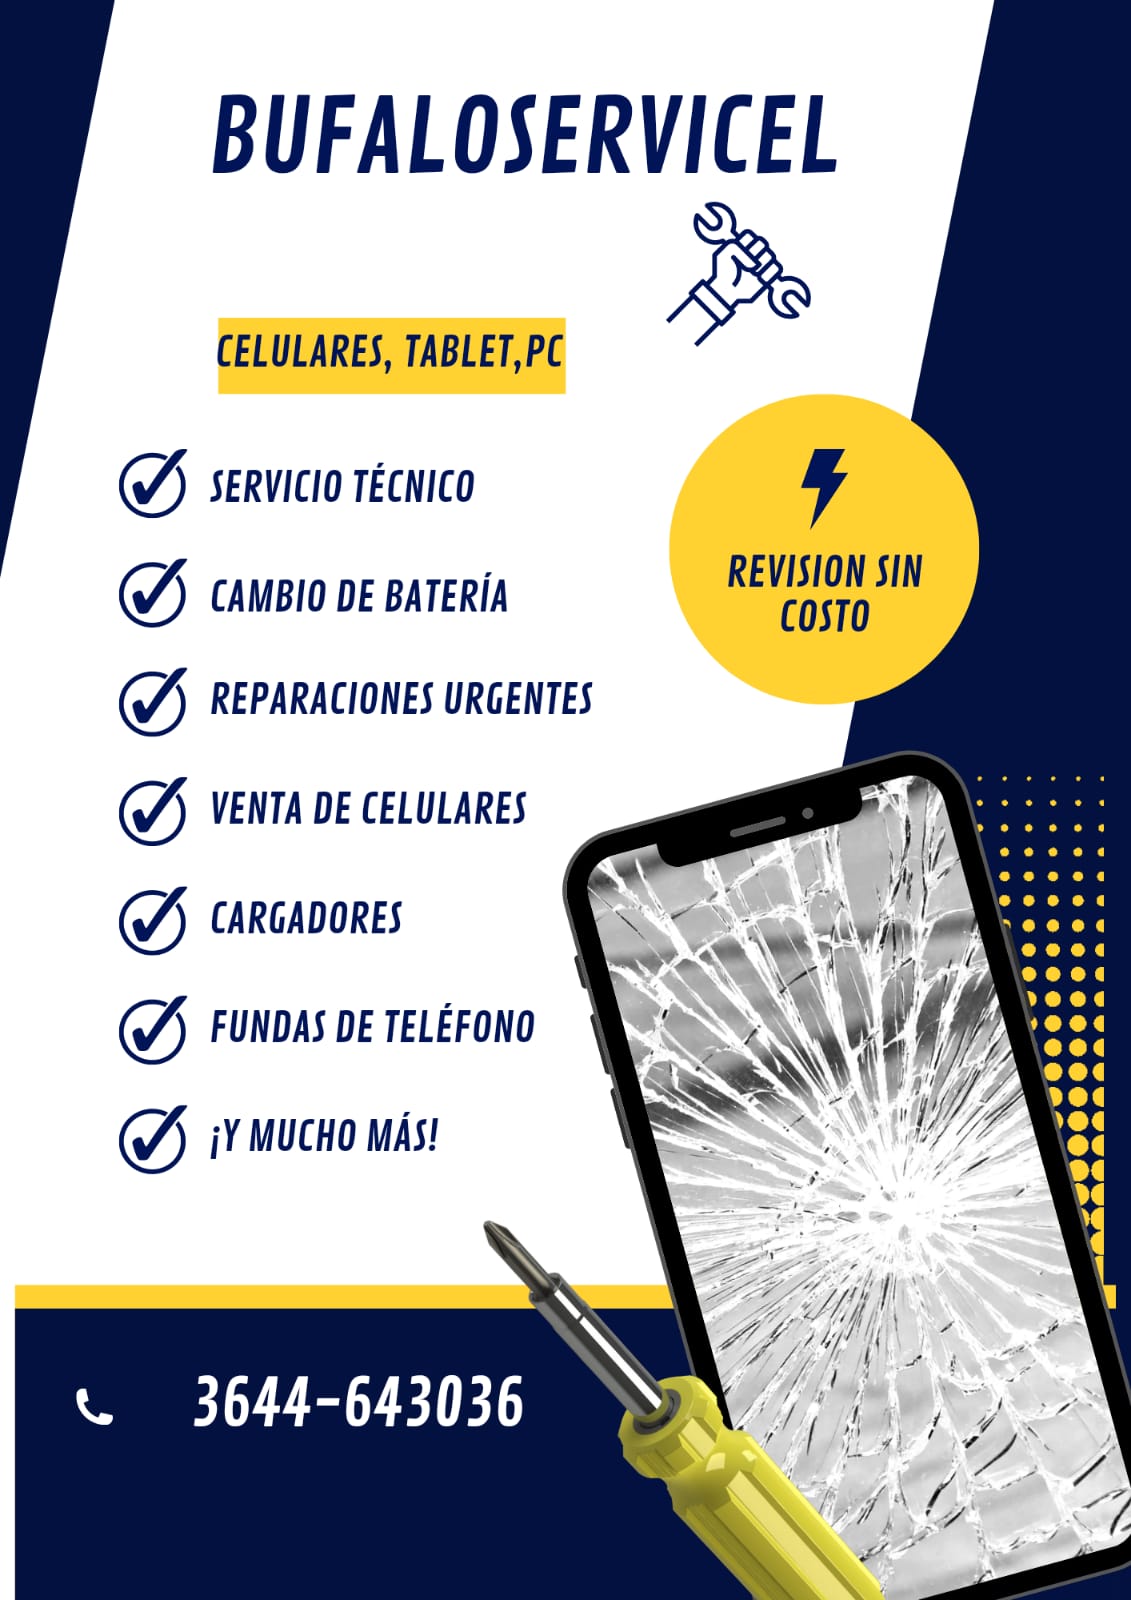 BUFALOSERVICEL
CELULARES, TABLET,PC
SERVICIO TÉCNICO
CAMBIO DE BATERÍA
REPARACIONES URGENTES
VENTA DE CELULARES
CARGADORES
FUNDAS DE TELÉFONO
¡Y MUCHO MÁS!
REVISION SIN
COSTO
3644-643036